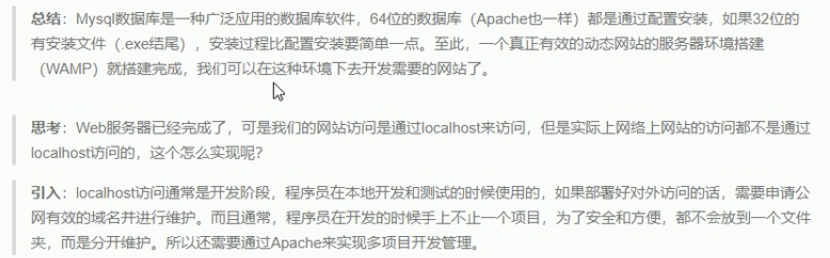 总结：Mysql数据库是一种广泛应用的数据库软件，64位的数据库（Apache也一样）都是通过配置安装，如果32位的
有安装文件（.exe结尾），安装过程比配置安装要简单一点。至此，一个真正有效的动态网站的服务器环境搭建
（WAMP）就搭建完成，我们可以在这种环境下去开发需要的网站了。
思考：Web服务器已经完成了，可是我们的网站访问是通过localhost来访问，但是实际上网络上网站的访问都不是通过
localhost访问的，这个怎么实现呢？
引入：localhost访问通常是开发阶段，程序员在本地开发和测试的时候使用的，如果部署好对外访问的话，需要申请公
网有效的域名并进行维护。而且通常，程序员在开发的时候手上不止一个项目，为了安全和方便，都不会放到一个文件
夹，而是分开维护。所以还需要通过Apache来实现多项目开发管理。